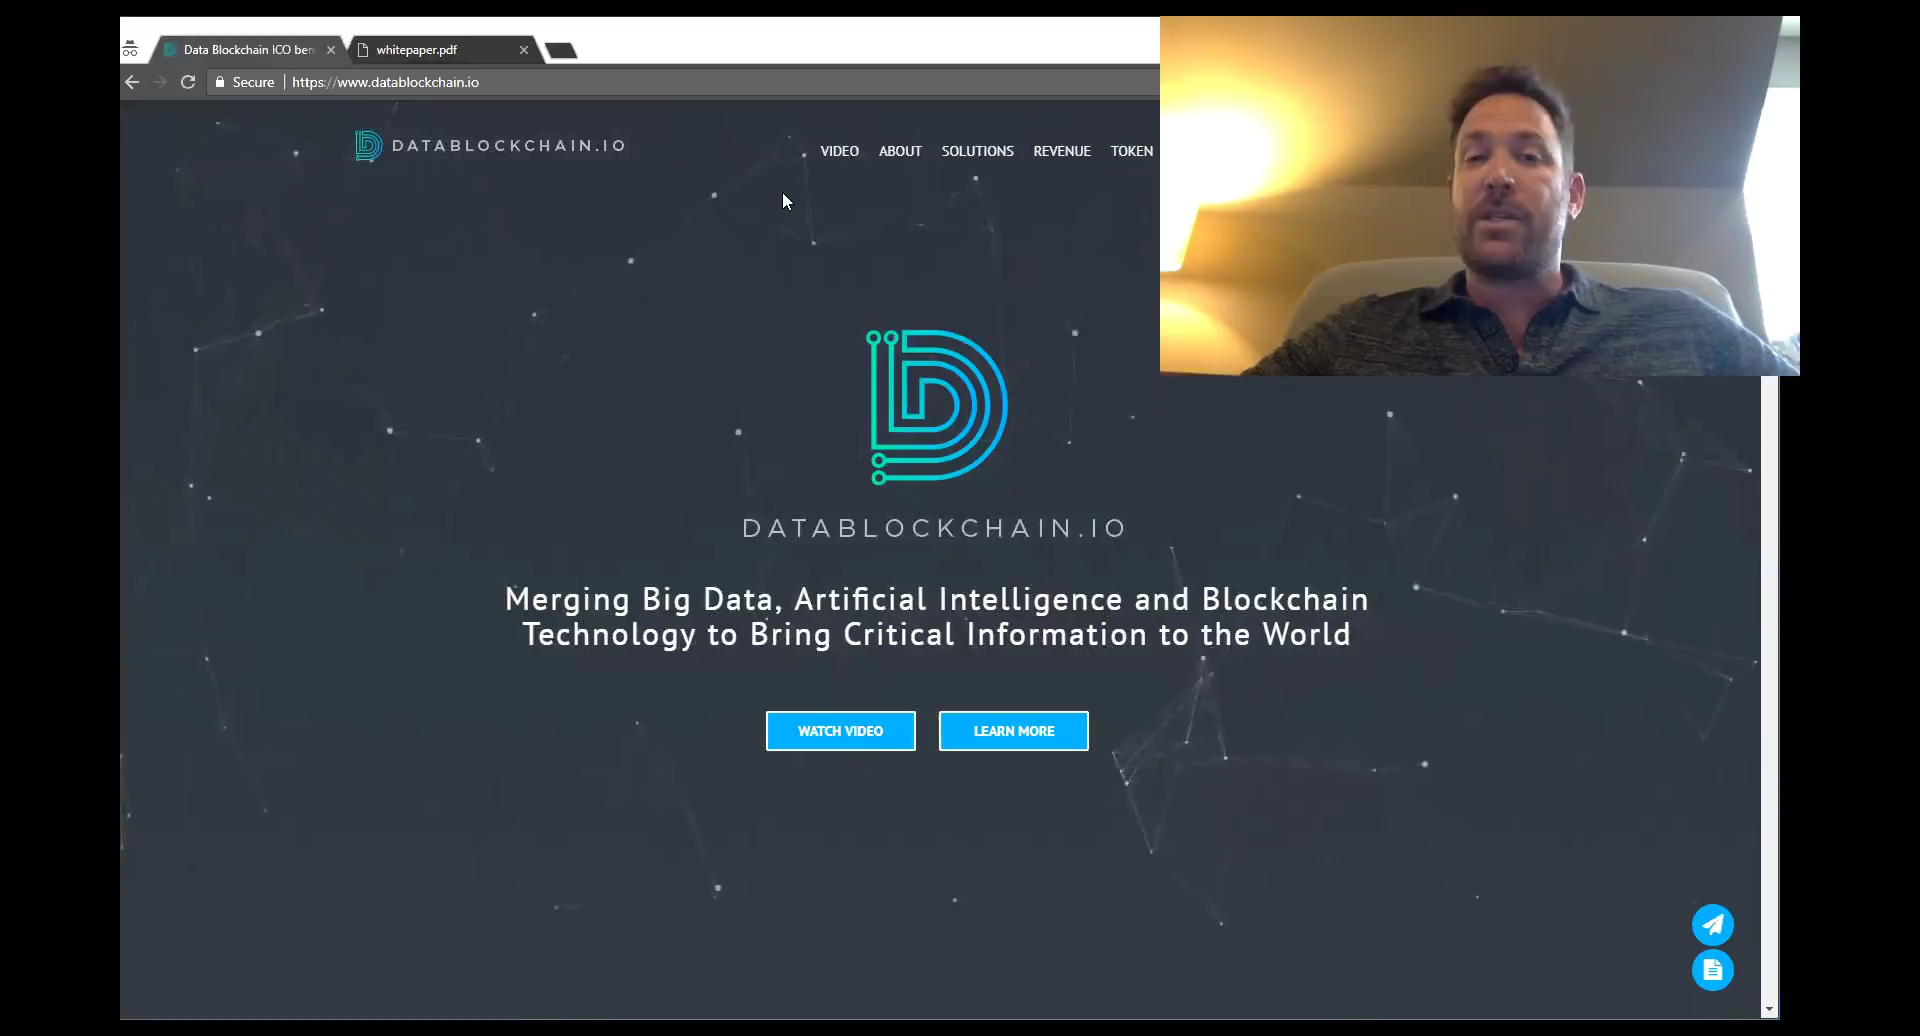 Data Blockchain ICO ben
whitepaper.pdf
Secure
https://www.datablockchain.io
DATABLOCKCHAIN.IO
VIDEO
ABOUT
SOLUTIONS
REVENUE
TOKEN
DATABLOCKCHAIN.IO
Merging Big Data, Artificial Intelligence and Blockchain
Technology to Bring Critical Information to the World
WATCH VIDEO
LEARN MORE